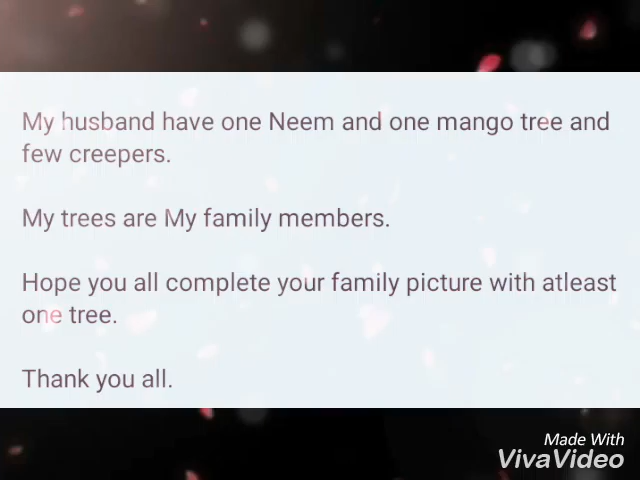 My husband have one Neem and one mango tree and
few creepers.
My trees are My family members.
Hope you all complete your family picture with atleast
one tree.
Thank you all.
Made With
VivaVideo